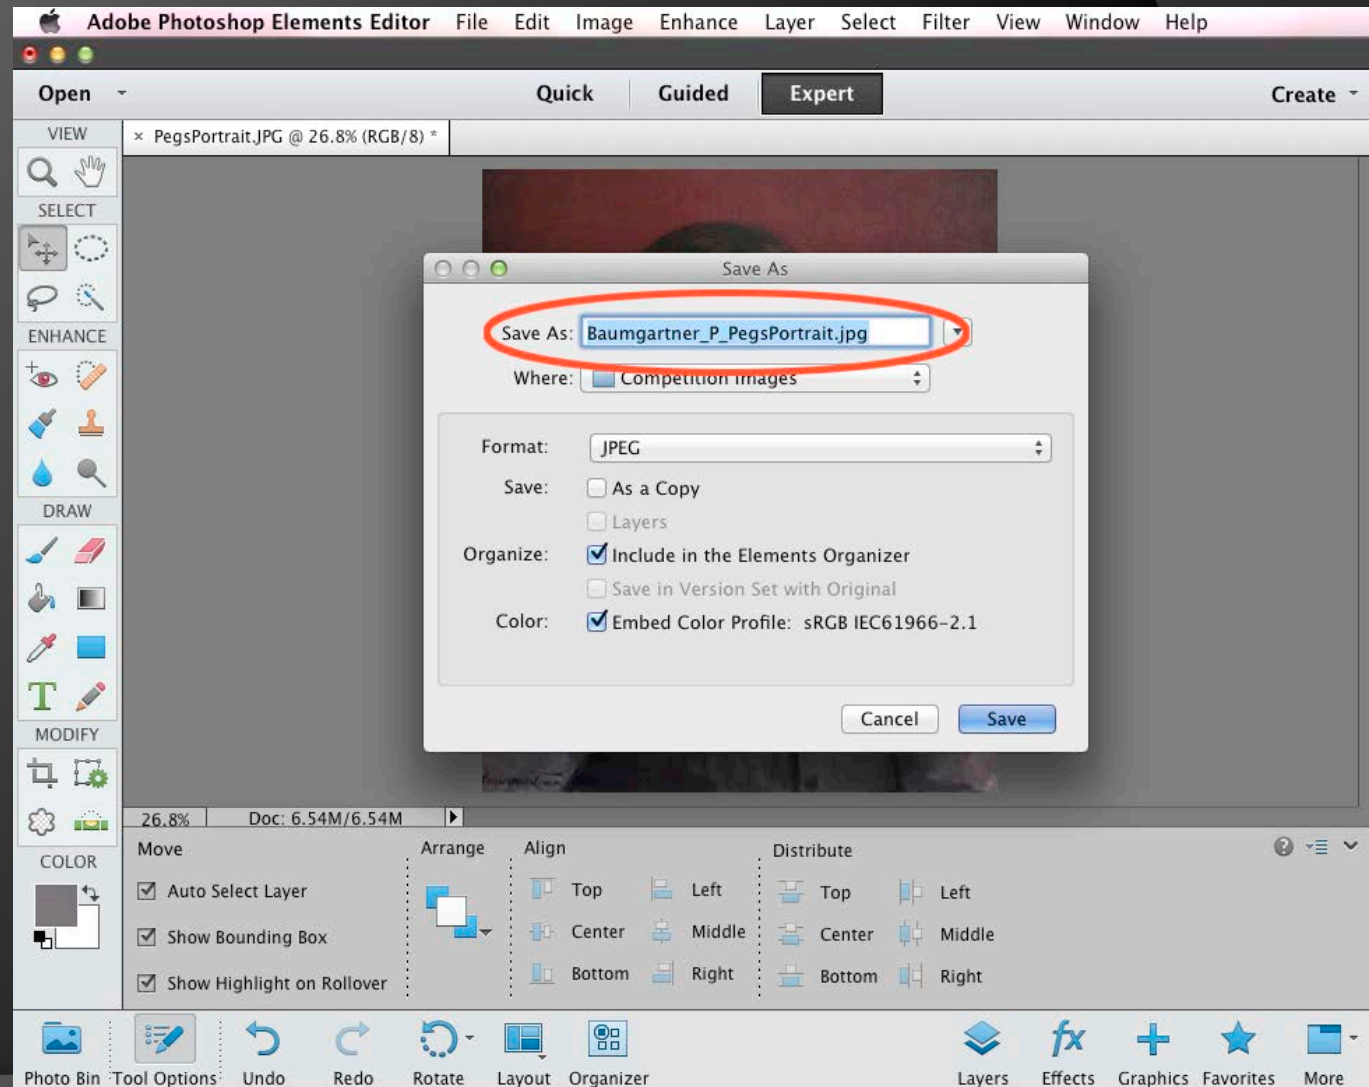 Adobe Photoshop Elements Editor File Edit Image Enhance Layer Select Filter View Window Help
Open Quick Guided Expert Create
VIEW
× PegsPortrait.JPG @ 26.8% (RGB/8) *
SELECT
Save As
Save As: Baumgartner_P_PegsPortrait.jpg
ENHANCE
Where: Competition Images
Format: JPEG
Save: As a Copy
DRAW
Layers
Organize: Include in the Elements Organizer
Save in Version Set with Original
Color: Embed Color Profile: sRGB IEC61966-2.1
T
Cancel Save
MODIFY
26.8% Doc: 6.54M/6.54M
COLOR
Move Arrange Align Distribute
Auto Select Layer Top Left Top Left
Show Bounding Box Center Middle Center Middle
Show Highlight on Rollover Bottom Right Bottom Right
fx
Photo Bin Tool Options Undo Redo Rotate Layout Organizer Layers Effects Graphics Favorites More